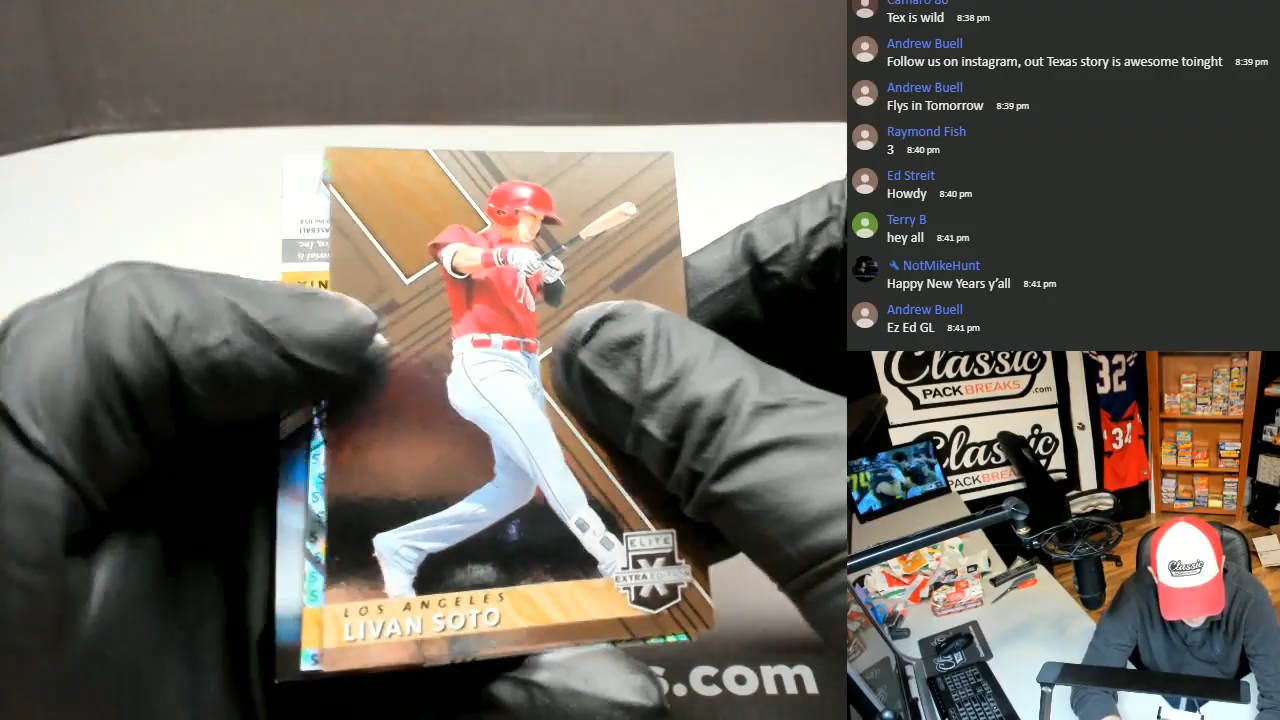 Camaro 80
Tex is wild 8:38 pm
Andrew Buell
Follow us on instagram, out Texas story is awesome toinght 8:39 pm
Andrew Buell
Flys in Tomorrow 8:39 pm
Raymond Fish
3 8:40 pm
Ed Streit
Howdy 8:40 pm
Terry B
hey all 8:41 pm
NotMikeHunt
Happy New Years y'all 8:41 pm
Andrew Buell
Ez Ed GL 8:41 pm
ELITE
EXTRA EDITION
X
LOS ANGELES
LIVAN SOTO
s.com
Classic
PACK BREAKS .com
Classic
PACK BREAKS
32
34
Classic